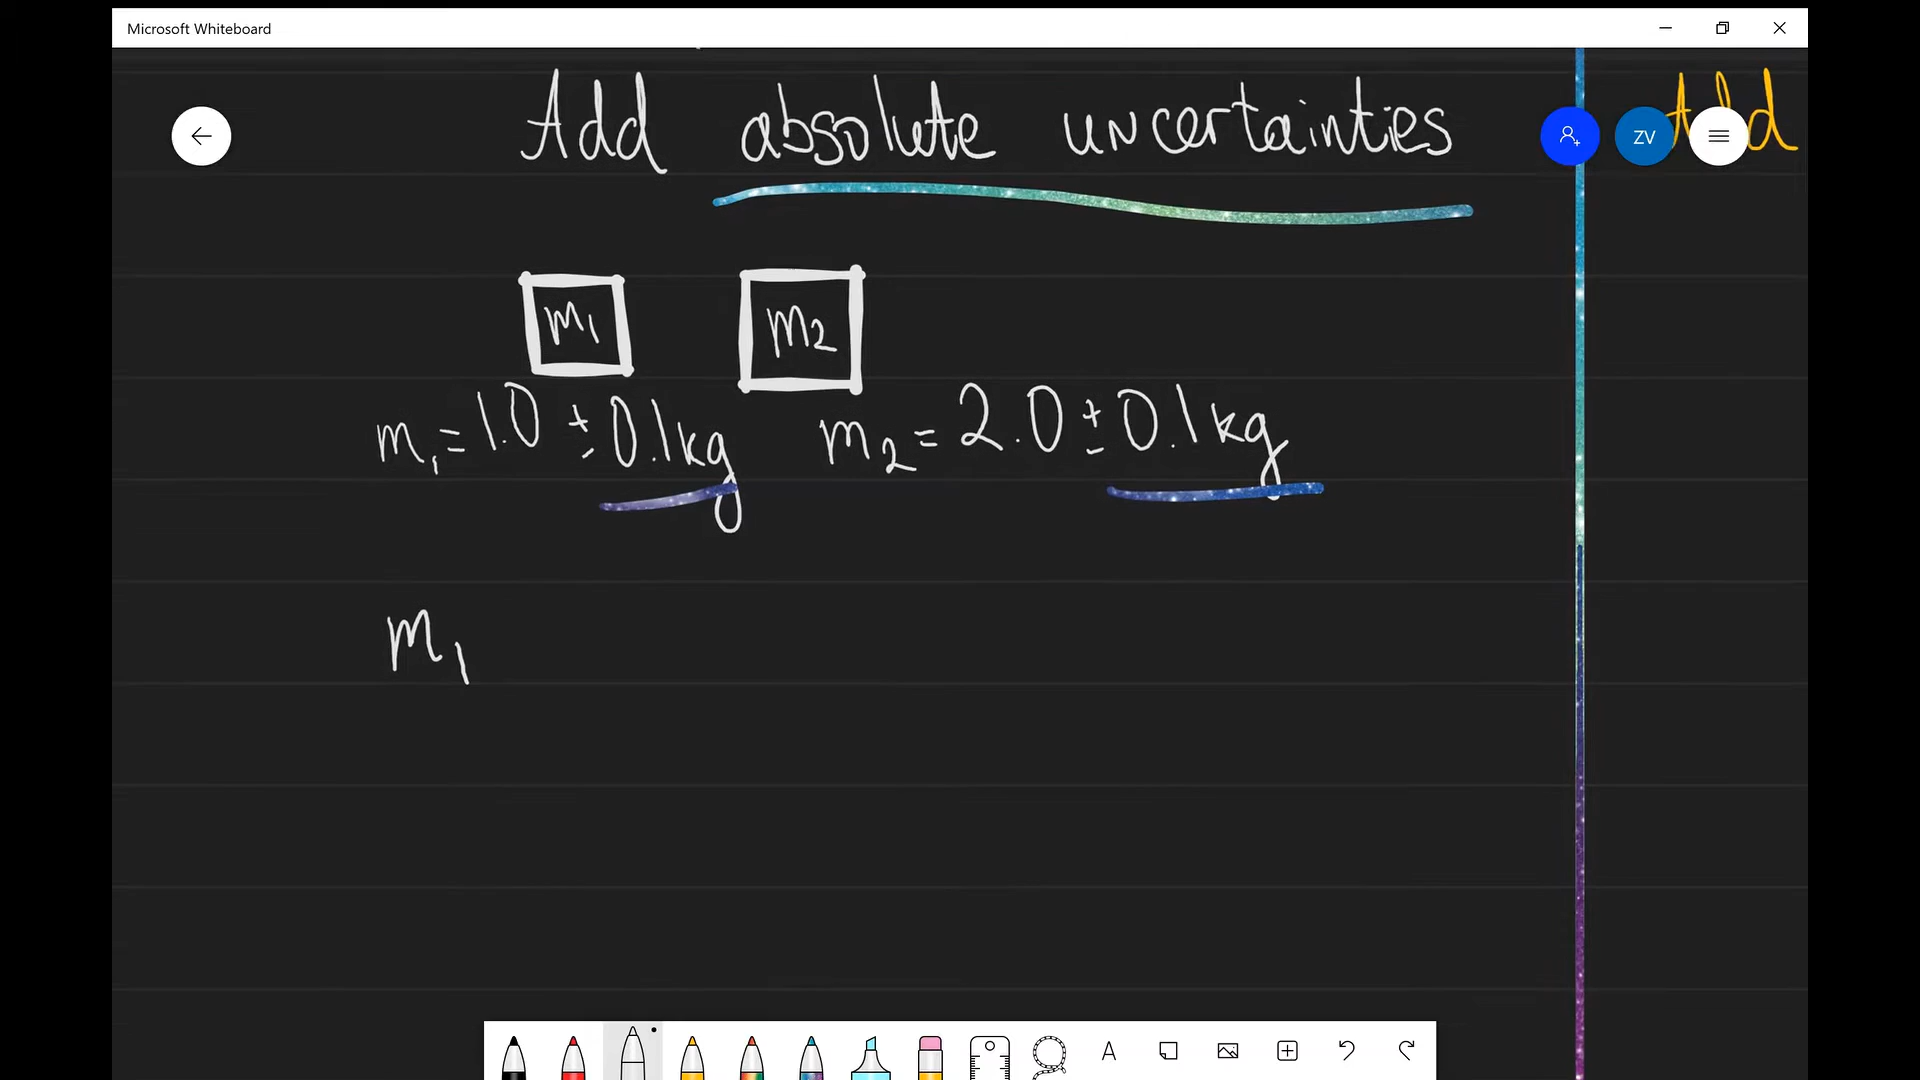 Microsoft Whiteboard
Add absolute uncertainties
Add
ZV
m1
m2
m1 = 1.0 ± 0.1kg
m2 = 2.0 ± 0.1kg
m1
A